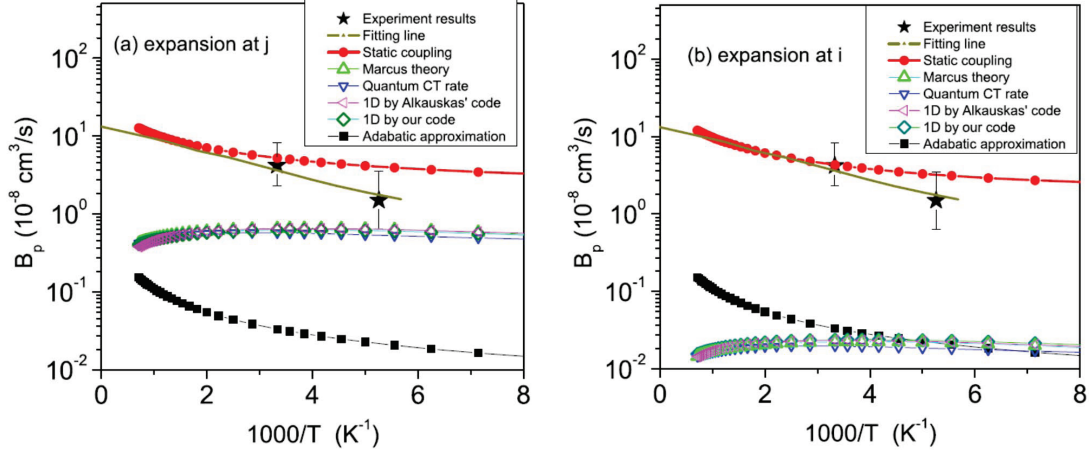 (a) expansion at j
Experiment results
Fitting line
Static coupling
Marcus theory
Quantum CT rate
1D by Alkauskas' code
1D by our code
Adabatic approximation
10²
10¹
10⁰
10⁻¹
10⁻²
Bₚ (10⁻⁸ cm³/s)
0 2 4 6 8
1000/T (K⁻¹)
(b) expansion at i
Experiment results
Fitting line
Static coupling
Marcus theory
Quantum CT rate
1D by Alkauskas' code
1D by our code
Adabatic approximation
10²
10¹
10⁰
10⁻¹
10⁻²
Bₚ (10⁻⁸ cm³/s)
0 2 4 6 8
1000/T (K⁻¹)